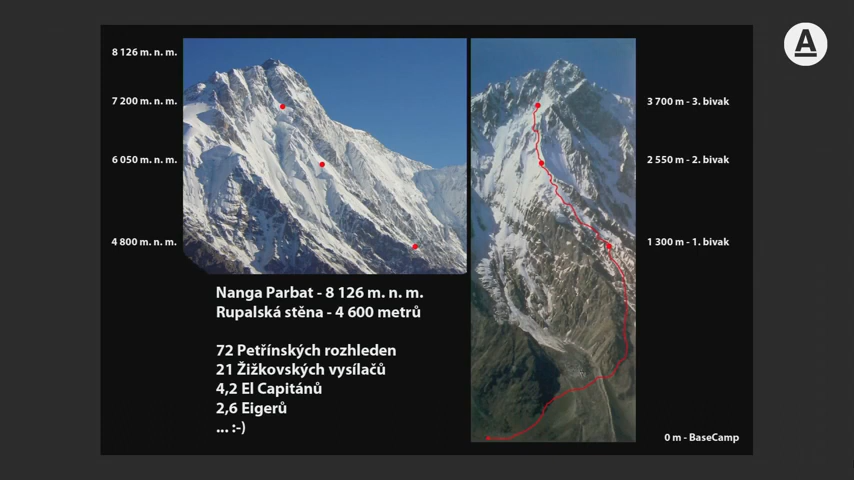 8 126 m. n. m.
7 200 m. n. m.
6 050 m. n. m.
4 800 m. n. m.
3 700 m - 3. bivak
2 550 m - 2. bivak
1 300 m - 1. bivak
0 m - BaseCamp
Nanga Parbat - 8 126 m. n. m.
Rupalská stěna - 4 600 metrů
72 Petřínských rozhleden
21 Žižkovských vysílačů
4,2 El Capitánů
2,6 Eigerů
... :-)
A